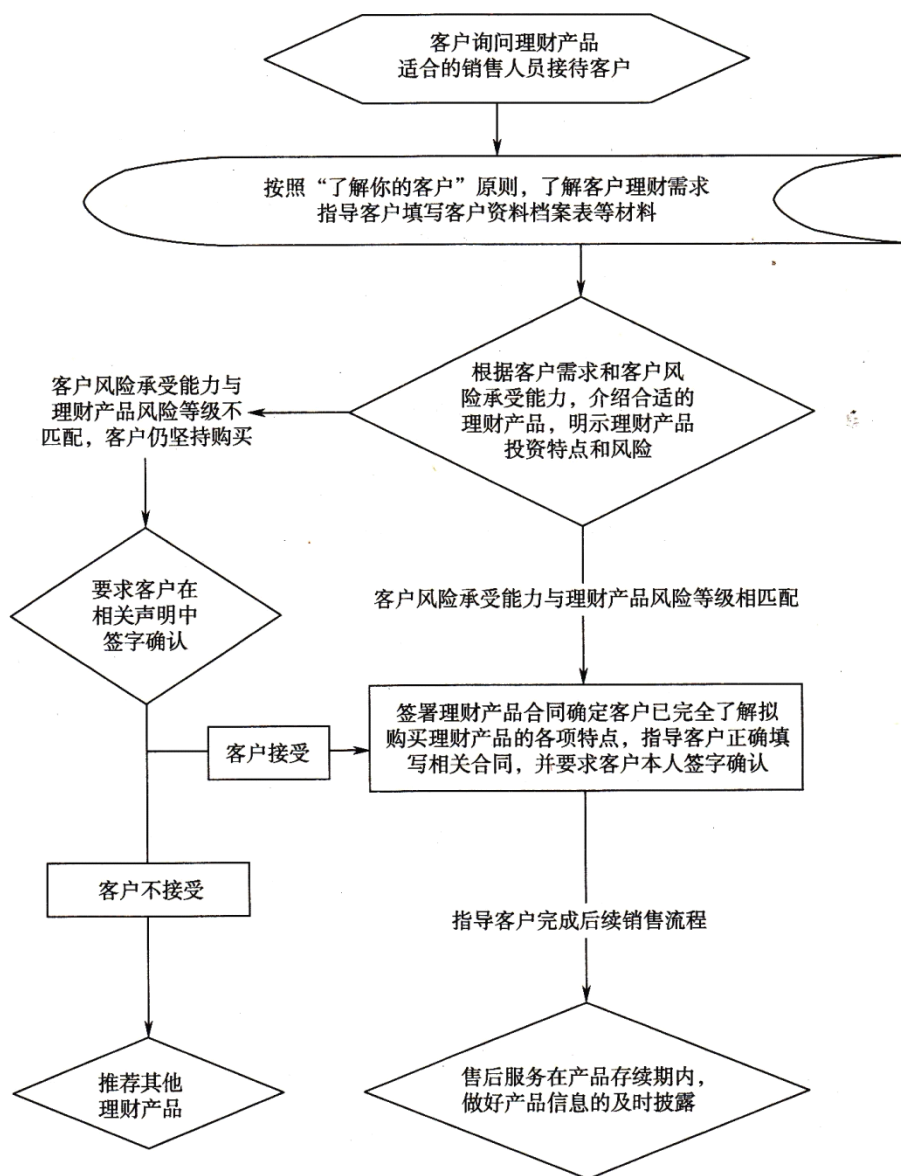 客户询问理财产品
适合的销售人员接待客户
按照“了解你的客户”原则，了解客户理财需求
指导客户填写客户资料档案表等材料
根据客户需求和客户风
险承受能力，介绍合适的
理财产品，明示理财产品
投资特点和风险
客户风险承受能力与
理财产品风险等级不
匹配，客户仍坚持购买
要求客户在
相关声明中
签字确认
客户风险承受能力与理财产品风险等级相匹配
签署理财产品合同确定客户已完全了解拟
购买理财产品的各项特点，指导客户正确填
写相关合同，并要求客户本人签字确认
客户接受
客户不接受
指导客户完成后续销售流程
推荐其他
理财产品
售后服务在产品存续期内，
做好产品信息的及时披露